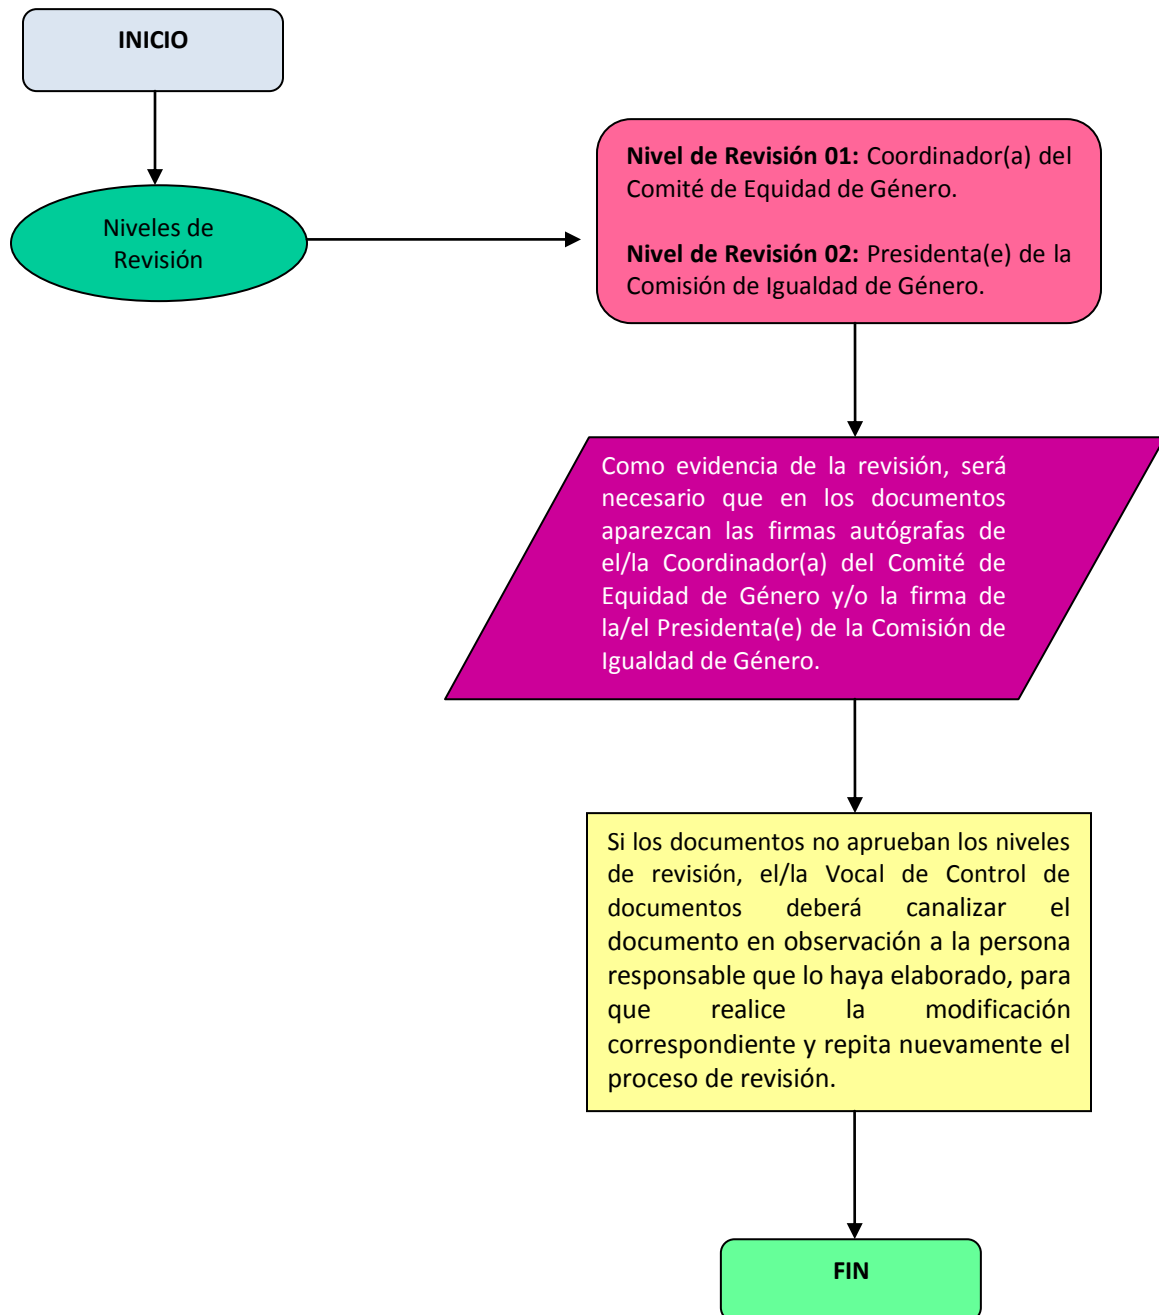 INICIO
Niveles de
Revisión
Nivel de Revisión 01: Coordinador(a) del
Comité de Equidad de Género.
Nivel de Revisión 02: Presidenta(e) de la
Comisión de Igualdad de Género.
Como evidencia de la revisión, será
necesario que en los documentos
aparezcan las firmas autógrafas de
el/la Coordinador(a) del Comité de
Equidad de Género y/o la firma de
la/el Presidenta(e) de la Comisión de
Igualdad de Género.
Si los documentos no aprueban los niveles
de revisión, el/la Vocal de Control de
documentos deberá canalizar el
documento en observación a la persona
responsable que lo haya elaborado, para
que realice la modificación
correspondiente y repita nuevamente el
proceso de revisión.
FIN